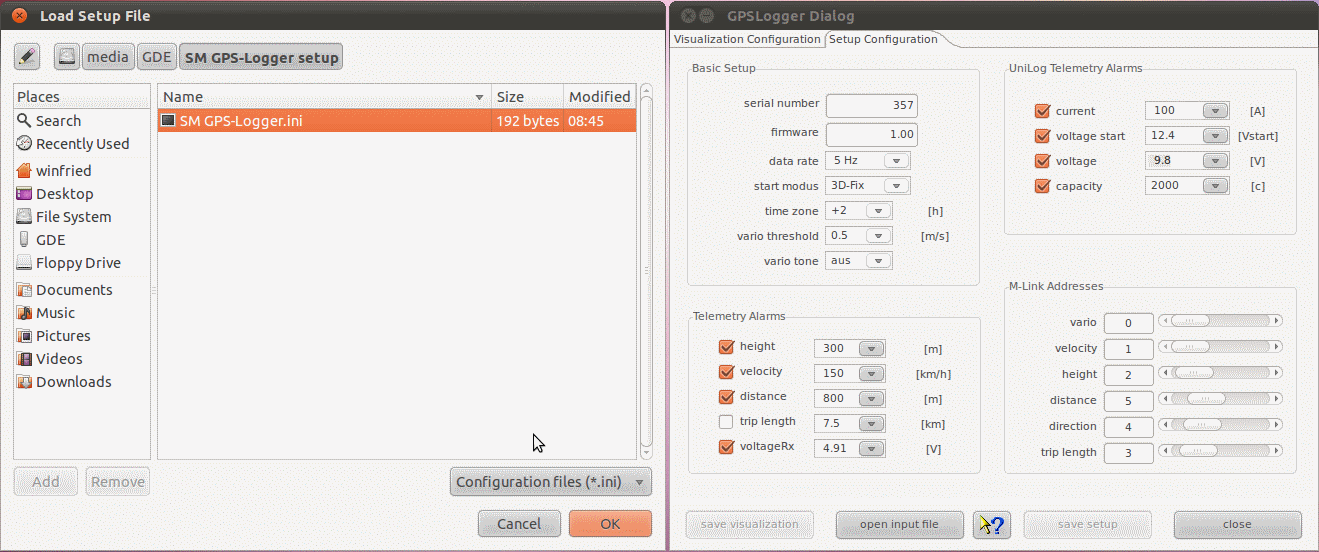 Load Setup File
media GDE SM GPS-Logger setup
Places
Search
Recently Used
winfried
Desktop
File System
GDE
Floppy Drive
Documents
Music
Pictures
Videos
Downloads
Name Size Modified
SM GPS-Logger.ini 192 bytes 08:45
Add Remove
Configuration files (*.ini)
Cancel OK
GPSLogger Dialog
Visualization Configuration Setup Configuration
Basic Setup
serial number 357
firmware 1.00
data rate 5 Hz
start modus 3D-Fix
time zone +2 [h]
vario threshold 0.5 [m/s]
vario tone aus
Telemetry Alarms
height 300 [m]
velocity 150 [km/h]
distance 800 [m]
trip length 7.5 [km]
voltageRx 4.91 [V]
UniLog Telemetry Alarms
current 100 [A]
voltage start 12.4 [Vstart]
voltage 9.8 [V]
capacity 2000 [c]
M-Link Addresses
vario 0
velocity 1
height 2
distance 5
direction 4
trip length 3
save visualization open input file ? save setup close